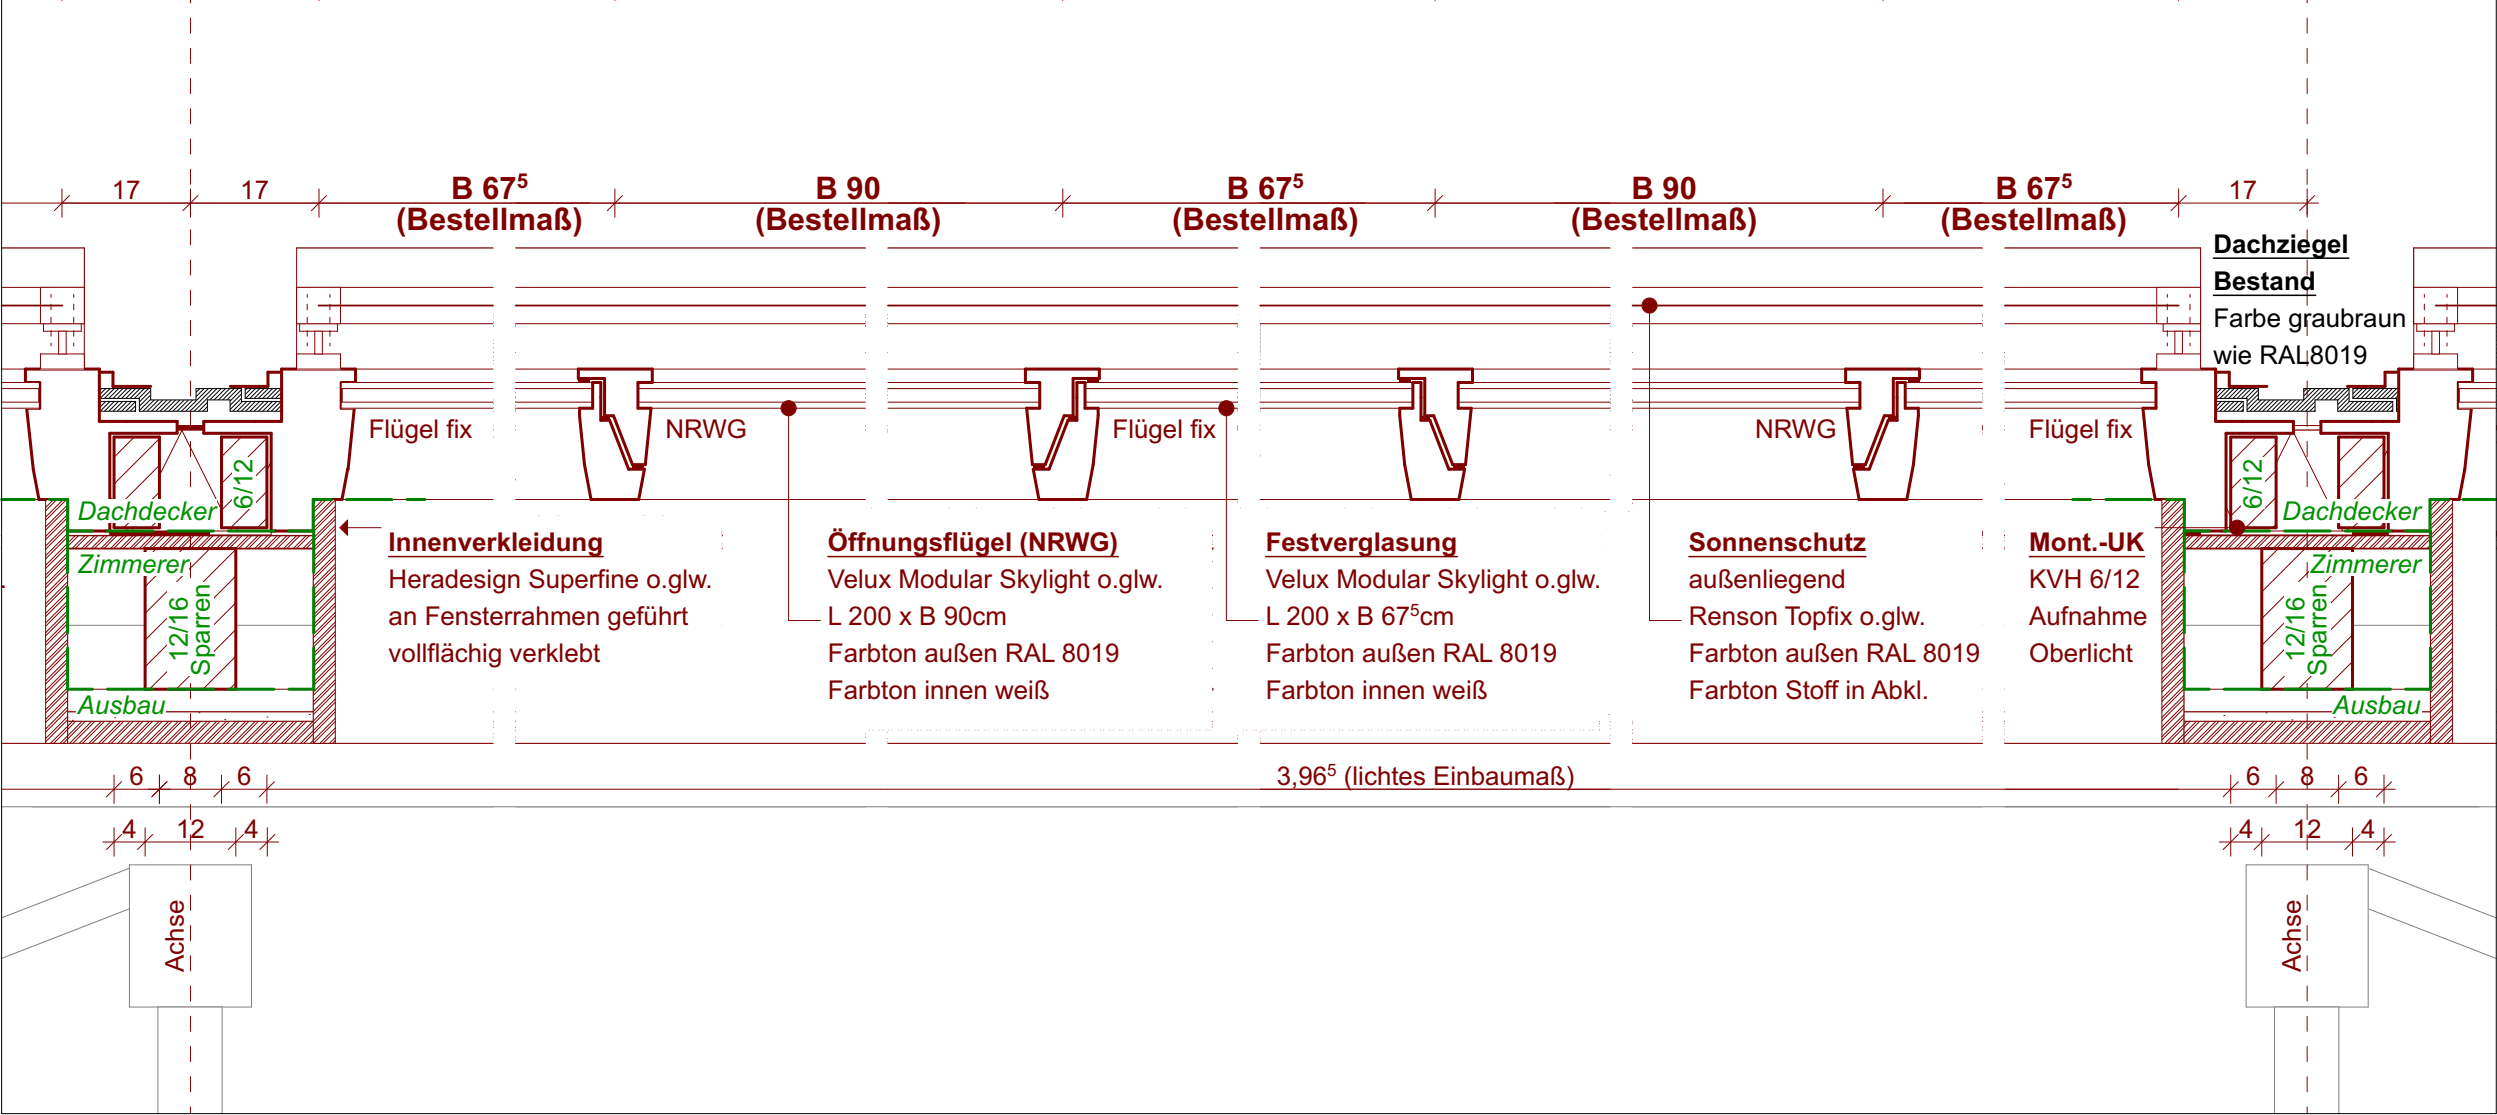 17
17
B 67⁵
(Bestellmaß)
B 90
(Bestellmaß)
B 67⁵
(Bestellmaß)
B 90
(Bestellmaß)
B 67⁵
(Bestellmaß)
17
Dachziegel
Bestand
Farbe graubraun
wie RAL8019
Flügel fix
NRWG
Flügel fix
NRWG
Flügel fix
6/12
Dachdecker
Zimmerer
12/16
Sparren
Ausbau
Innenverkleidung
Heradesign Superfine o.glw.
an Fensterrahmen geführt
vollflächig verklebt
Öffnungsflügel (NRWG)
Velux Modular Skylight o.glw.
L 200 x B 90cm
Farbton außen RAL 8019
Farbton innen weiß
Festverglasung
Velux Modular Skylight o.glw.
L 200 x B 67⁵cm
Farbton außen RAL 8019
Farbton innen weiß
Sonnenschutz
außenliegend
Renson Topfix o.glw.
Farbton außen RAL 8019
Farbton Stoff in Abkl.
Mont.-UK
KVH 6/12
Aufnahme
Oberlicht
6/12
Dachdecker
Zimmerer
12/16
Sparren
Ausbau
6 8 6
3,96⁵ (lichtes Einbaumaß)
6 8 6
4 12 4
4 12 4
Achse
Achse